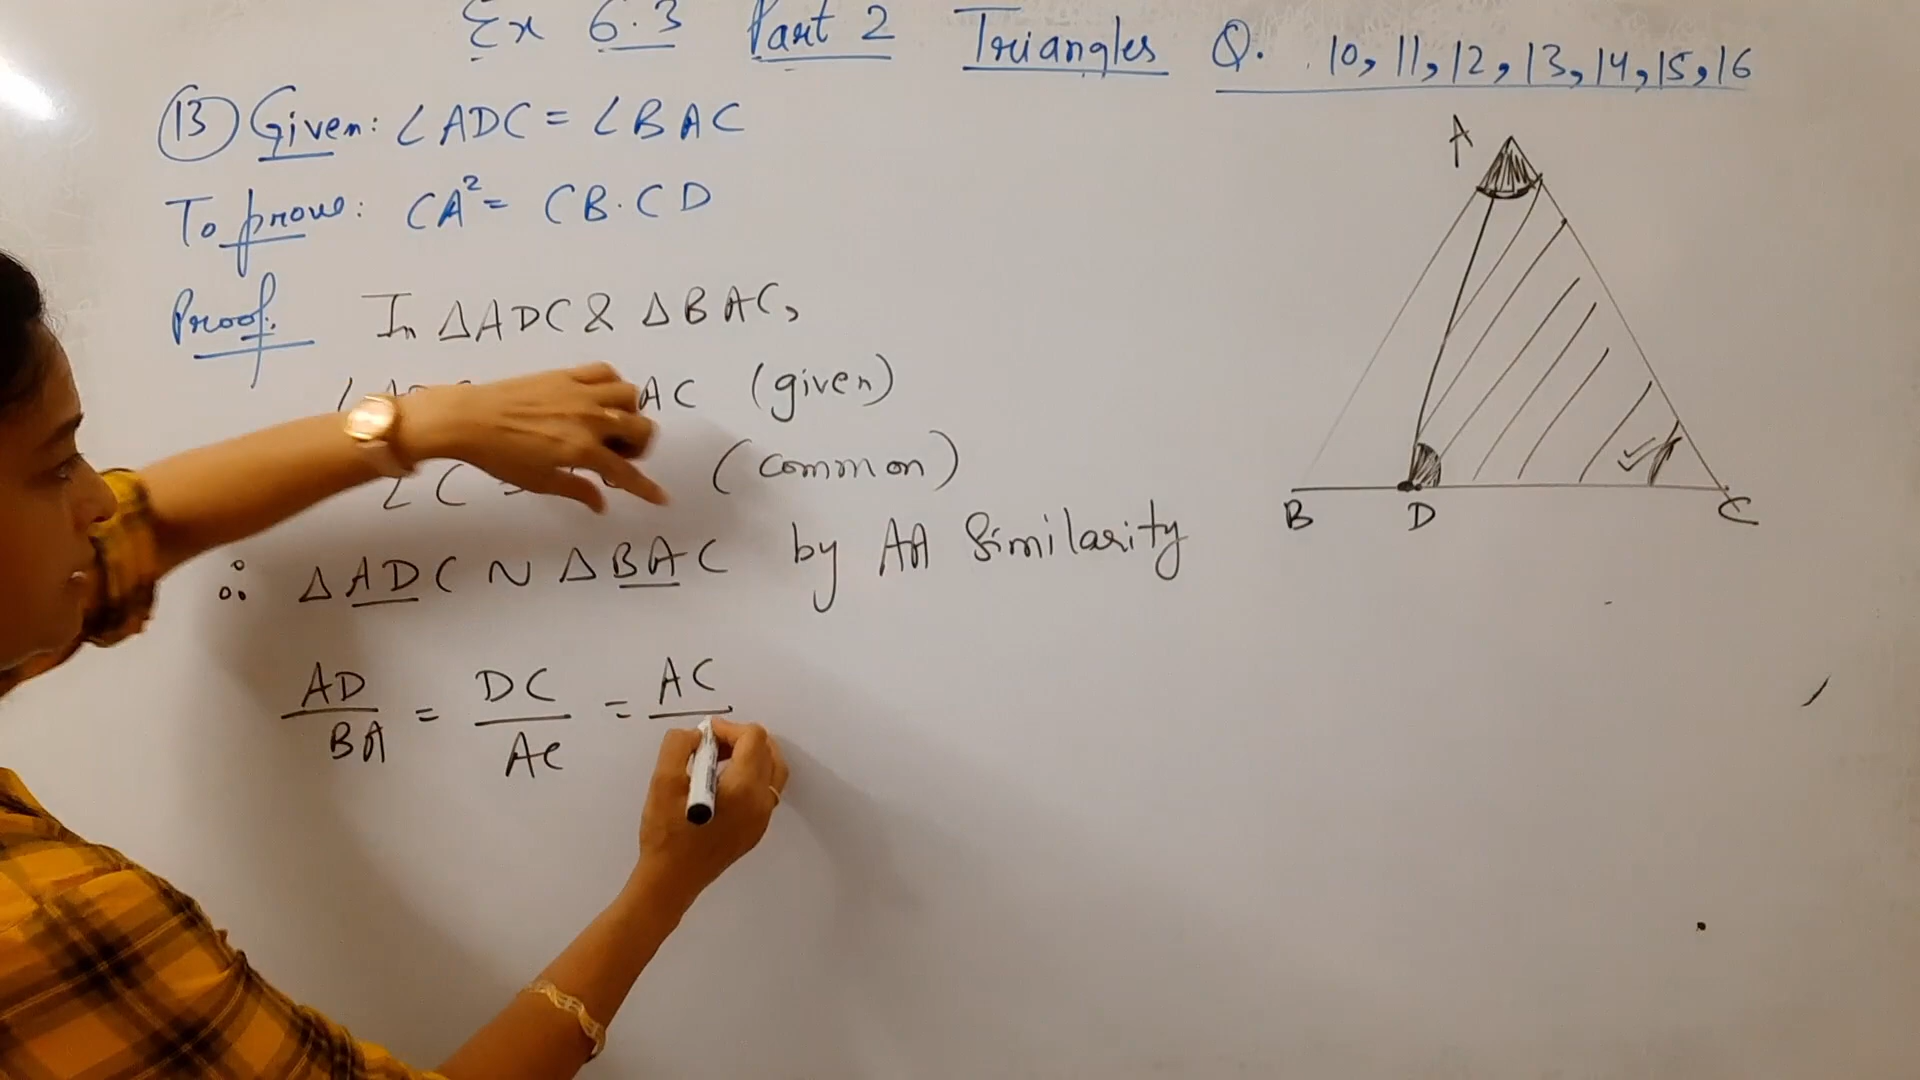 Ex 6.3 Part 2 Triangles Q. 10, 11, 12, 13, 14, 15, 16
13 Given: ∠ADC = ∠BAC
To prove: CA² = CB.CD
Proof. In △ADC & △BAC,
AC (given)
∠C = (common)
∴ △ADC ~ △BAC by AA Similarity
AD/BA = DC/AC = AC
A
B D C